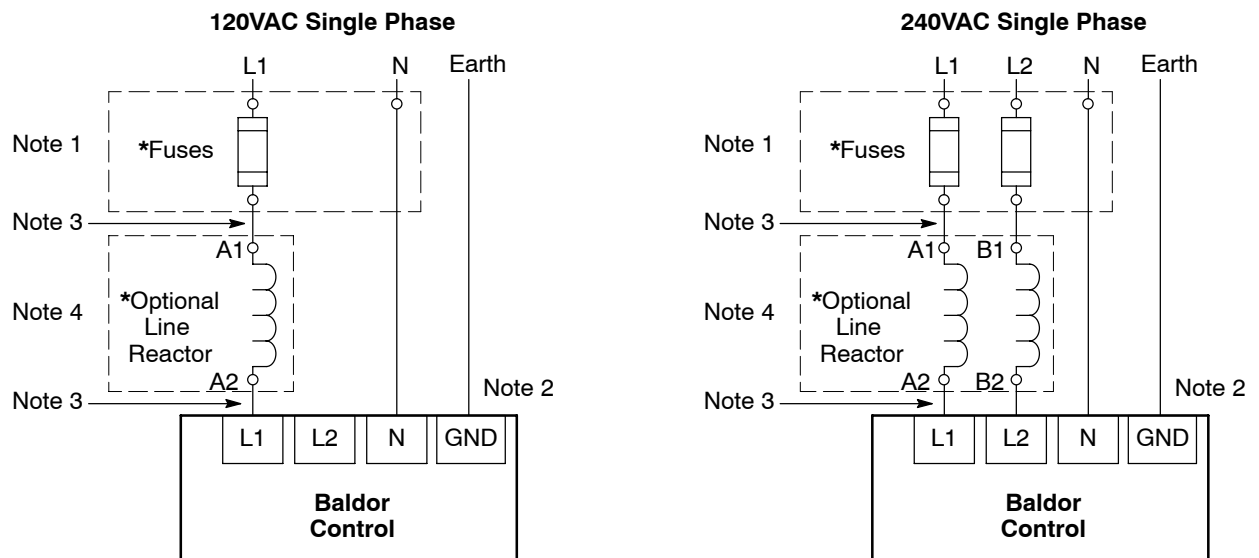 120VAC Single Phase
L1 N Earth
Note 1
*Fuses
Note 3
A1
Note 4
*Optional
Line
Reactor
A2
Note 3
Note 2
L1 L2 N GND
Baldor
Control
240VAC Single Phase
L1 L2 N Earth
Note 1
*Fuses
Note 3
A1 B1
Note 4
*Optional
Line
Reactor
A2 B2
Note 3
Note 2
L1 L2 N GND
Baldor
Control